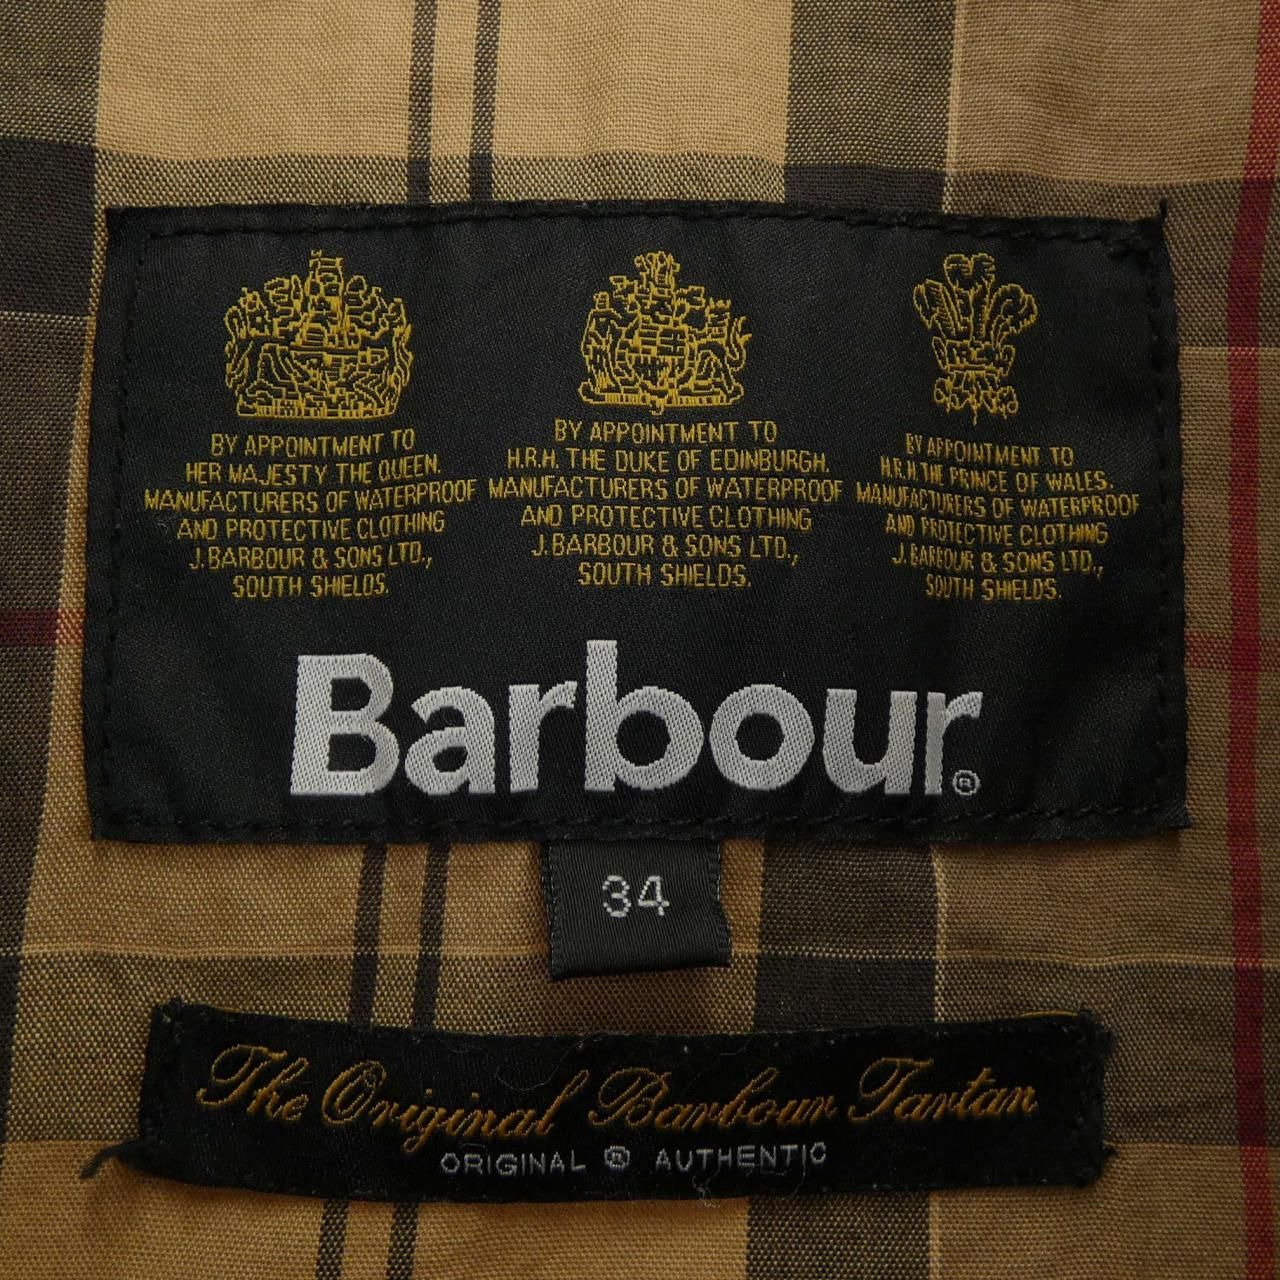 BY APPOINTMENT TO
HER MAJESTY THE QUEEN.
MANUFACTURERS OF WATERPROOF
AND PROTECTIVE CLOTHING
J. BARBOUR & SONS LTD.,
SOUTH SHIELDS.
BY APPOINTMENT TO
H.R.H. THE DUKE OF EDINBURGH.
MANUFACTURERS OF WATERPROOF
AND PROTECTIVE CLOTHING
J. BARBOUR & SONS LTD.,
SOUTH SHIELDS.
BY APPOINTMENT TO
H.R.H. THE PRINCE OF WALES.
MANUFACTURERS OF WATERPROOF
AND PROTECTIVE CLOTHING
J. BARBOUR & SONS LTD.,
SOUTH SHIELDS.
Barbour®
34
The Original Barbour Tartan
ORIGINAL ® AUTHENTIC